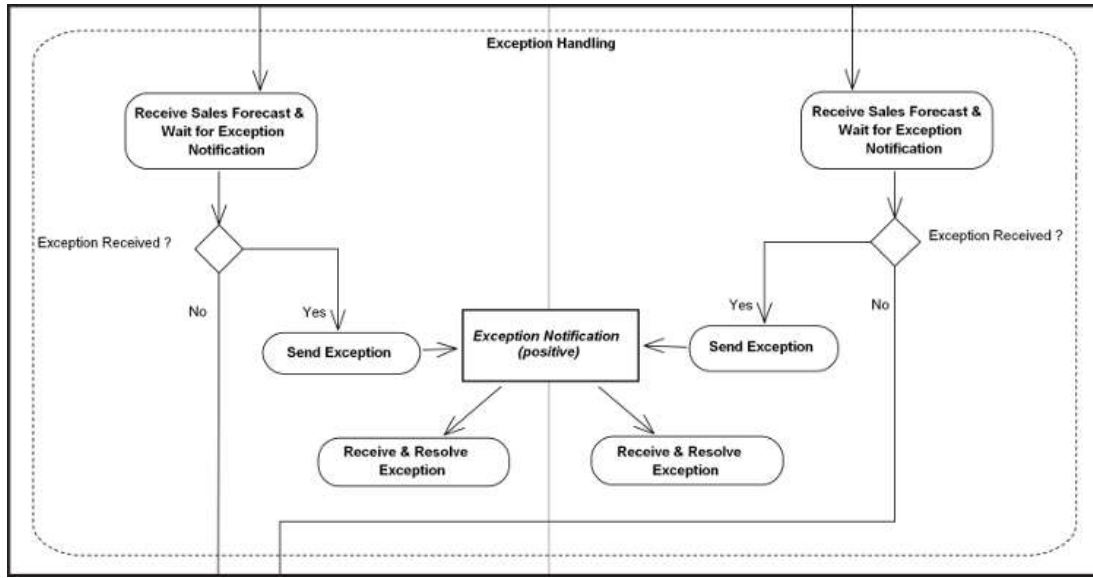 Exception Handling
Receive Sales Forecast &
Wait for Exception
Notification
Receive Sales Forecast &
Wait for Exception
Notification
Exception Received ?
Exception Received ?
No
Yes
Yes
No
Send Exception
Exception Notification
(positive)
Send Exception
Receive & Resolve
Exception
Receive & Resolve
Exception